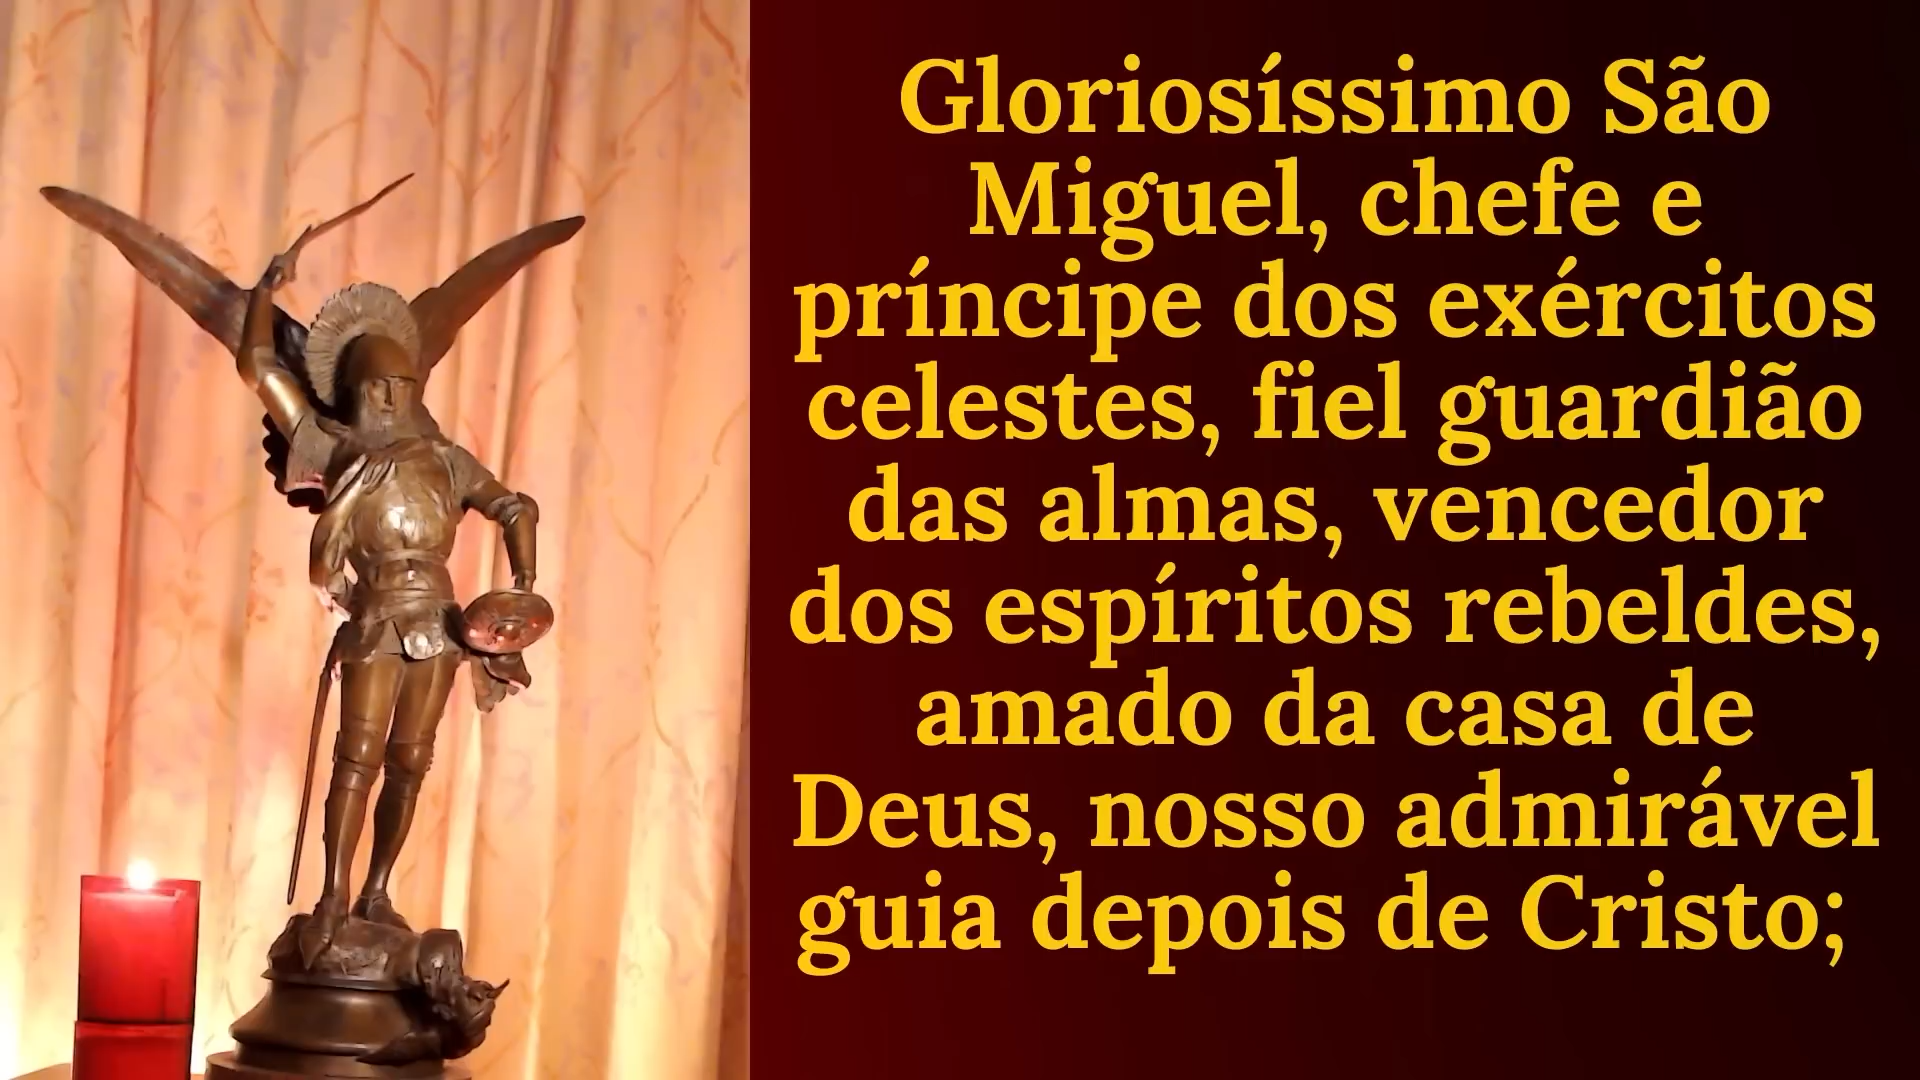 Gloriosíssimo São
Miguel, chefe e
príncipe dos exércitos
celestes, fiel guardião
das almas, vencedor
dos espíritos rebeldes,
amado da casa de
Deus, nosso admirável
guia depois de Cristo;